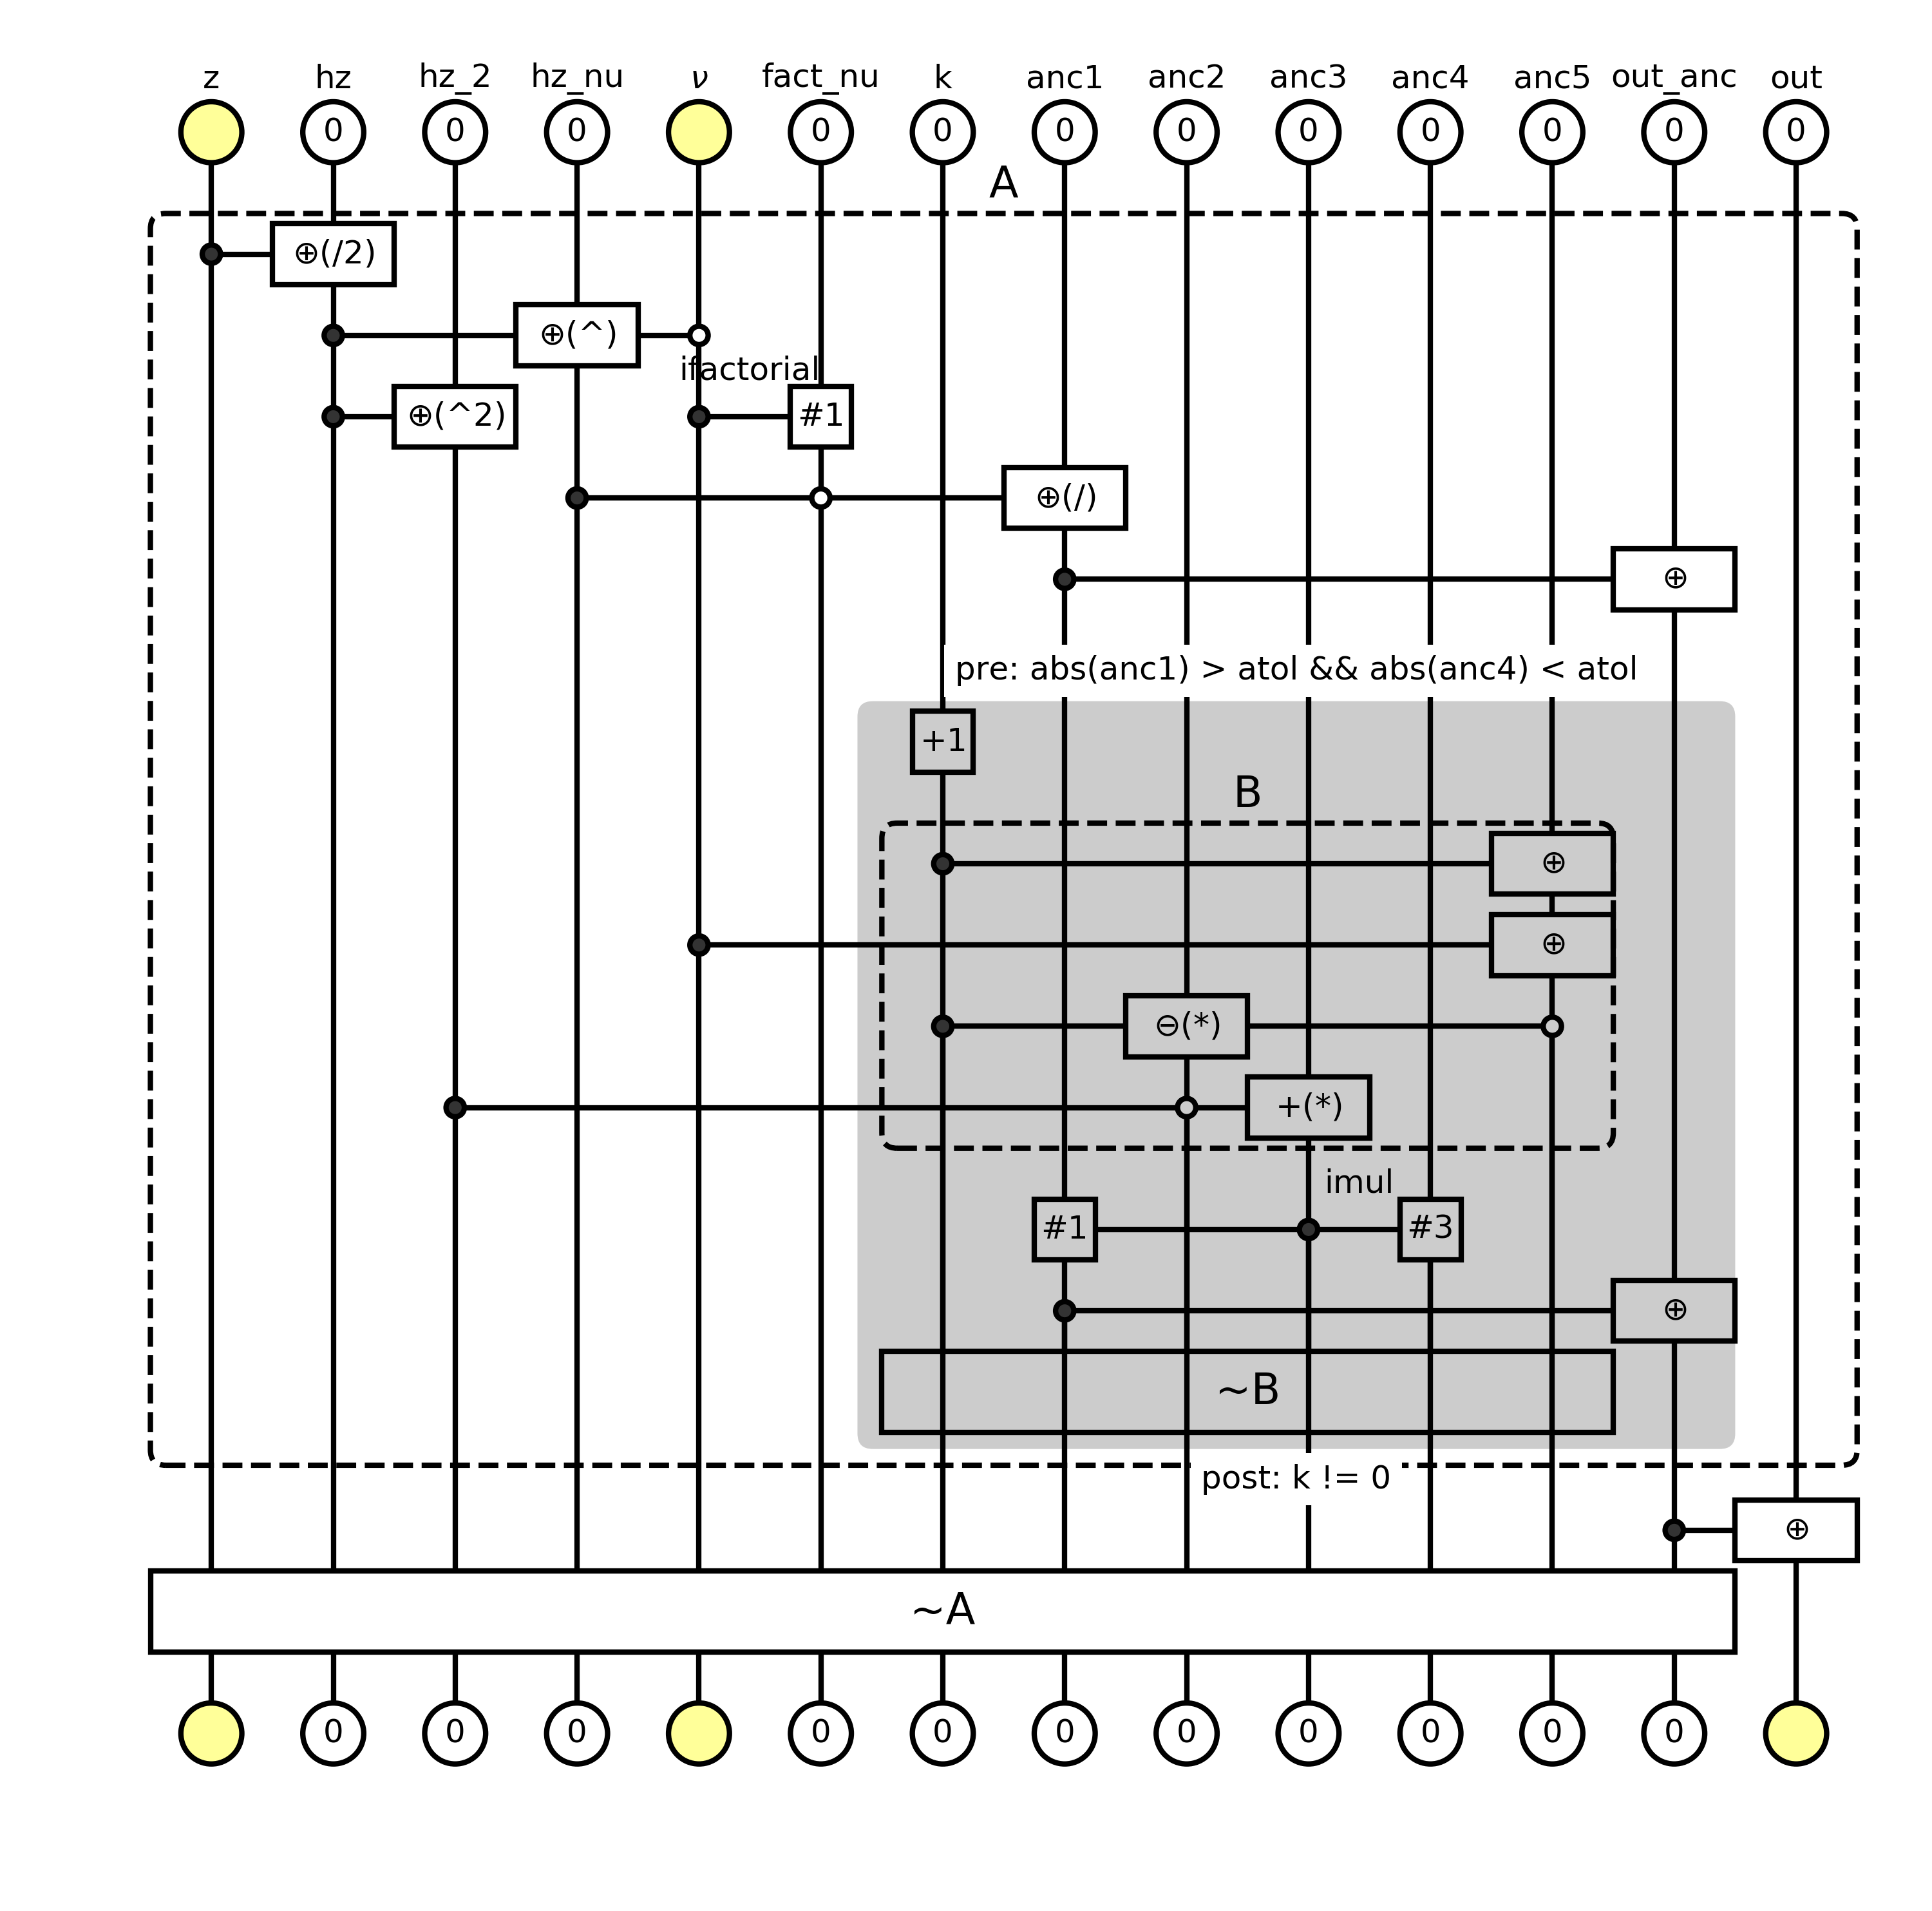 z hz hz_2 hz_nu ν fact_nu k anc1 anc2 anc3 anc4 anc5 out_anc out
0 0 0 0 0 0 0 0 0 0 0 0
A
⊕(/2)
⊕(^)
ifactorial
⊕(^2) #1
⊕(/)
⊕
pre: abs(anc1) > atol && abs(anc4) < atol
+1
B
⊕
⊕
⊖(*)
+(*)
imul
#1 #3
⊕
~B
post: k != 0
⊕
~A
0 0 0 0 0 0 0 0 0 0 0